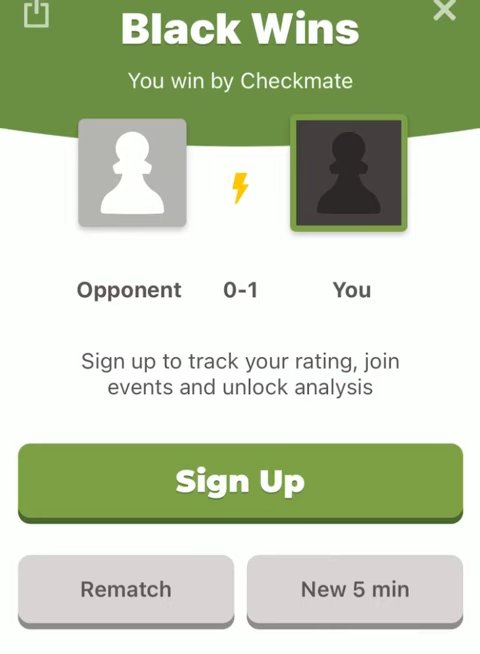 Black Wins
You win by Checkmate
Opponent 0-1 You
Sign up to track your rating, join
events and unlock analysis
Sign Up
Rematch New 5 min